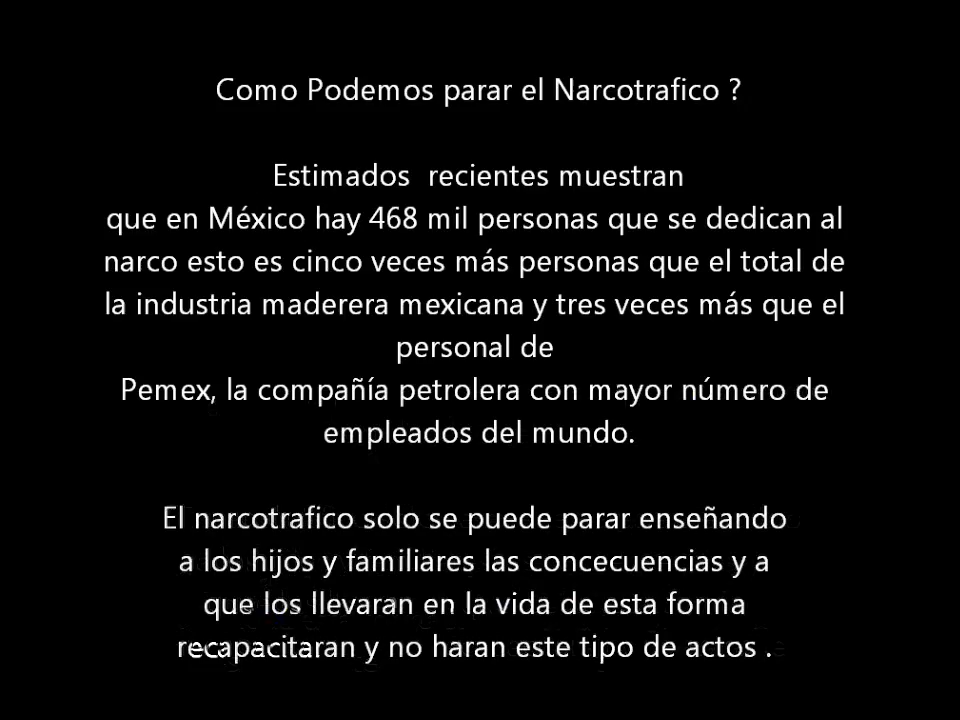 Como Podemos parar el Narcotrafico ?
Estimados recientes muestran
que en México hay 468 mil personas que se dedican al
narco esto es cinco veces más personas que el total de
la industria maderera mexicana y tres veces más que el
personal de
Pemex, la compañía petrolera con mayor número de
empleados del mundo.
El narcotrafico solo se puede parar enseñando
a los hijos y familiares las concecuencias y a
que los llevaran en la vida de esta forma
recapacitaran y no haran este tipo de actos .